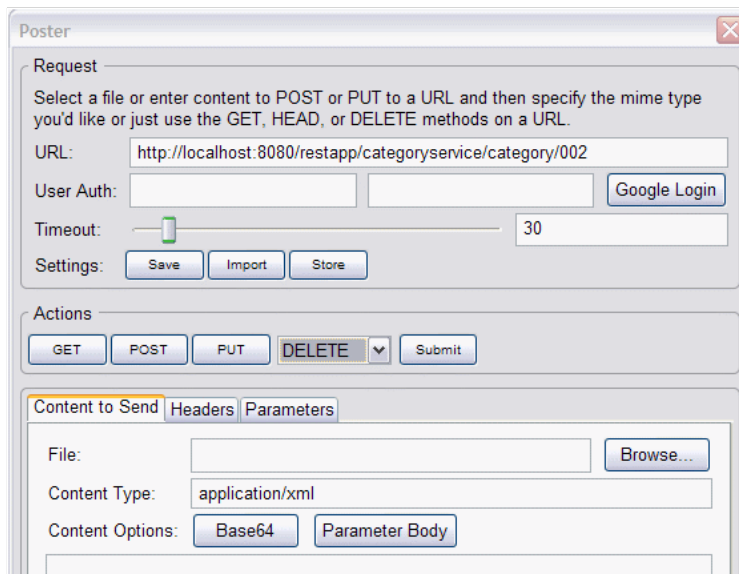 Poster
Request
Select a file or enter content to POST or PUT to a URL and then specify the mime type
you'd like or just use the GET, HEAD, or DELETE methods on a URL.
URL: http://localhost:8080/restapp/categoryservice/category/002
User Auth: Google Login
Timeout: 30
Settings: Save Import Store
Actions
GET POST PUT DELETE Submit
Content to Send Headers Parameters
File: Browse...
Content Type: application/xml
Content Options: Base64 Parameter Body